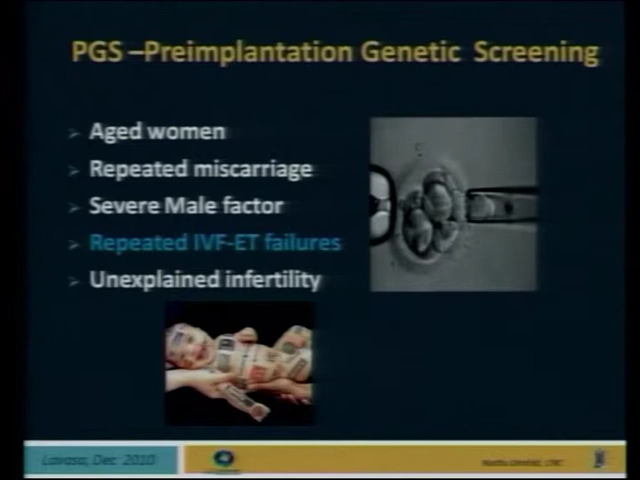 PGS –Preimplantation Genetic Screening
Aged women
Repeated miscarriage
Severe Male factor
Repeated IVF-ET failures
Unexplained infertility
Lavasa, Dec 2010